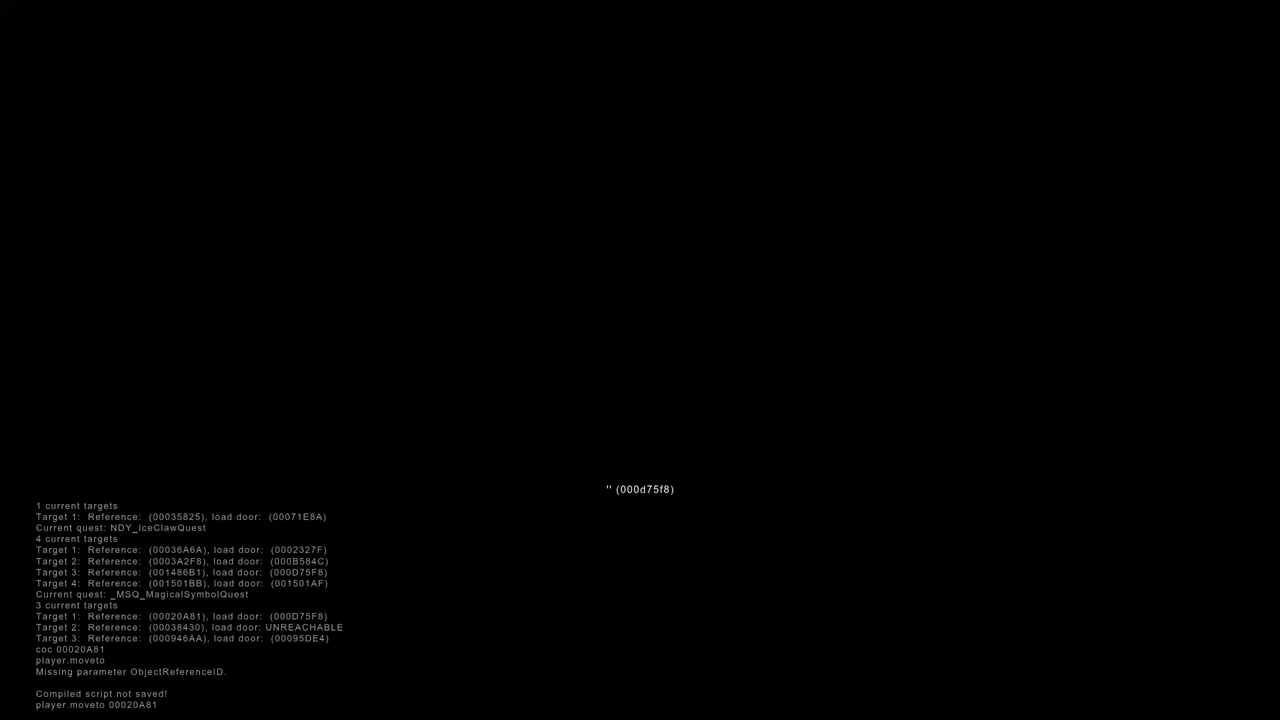 '' (000d75f8)
1 current targets
Target 1: Reference: (00035825), load door: (00071E8A)
Current quest: NDY_IceClawQuest
4 current targets
Target 1: Reference: (00036A6A), load door: (0002327F)
Target 2: Reference: (0003A2F8), load door: (000B584C)
Target 3: Reference: (001486B1), load door: (000D75F8)
Target 4: Reference: (001501BB), load door: (001501AF)
Current quest: _MSQ_MagicalSymbolQuest
3 current targets
Target 1: Reference: (00020A81), load door: (000D75F8)
Target 2: Reference: (00038430), load door: UNREACHABLE
Target 3: Reference: (000946AA), load door: (00095DE4)
coc 00020A81
player.moveto
Missing parameter ObjectReferenceID.
Compiled script not saved!
player.moveto 00020A81